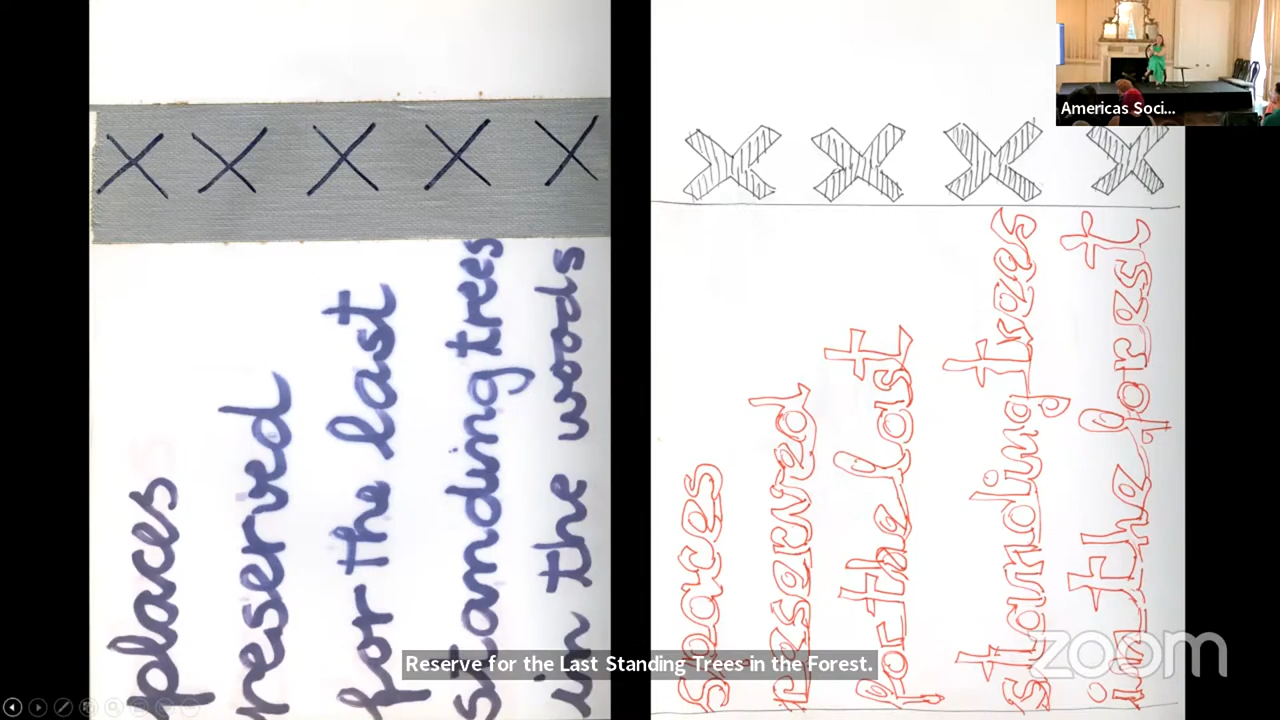 places
reserved
for the last
standing trees
in the woods
spaces
reserved
for the last
standing trees
in the forest
Americas Soci...
Reserve for the Last Standing Trees in the Forest.
zoom